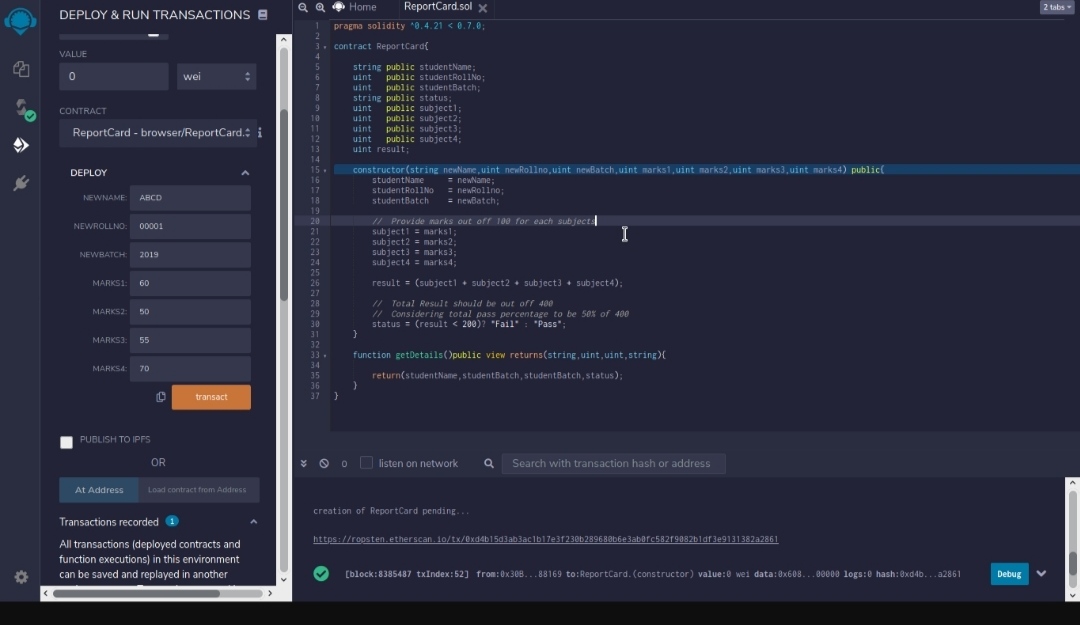 DEPLOY & RUN TRANSACTIONS
VALUE
0
wei
CONTRACT
ReportCard - browser/ReportCard.
DEPLOY
NEWNAME: ABCD
NEWROLLNO: 00001
NEWBATCH: 2019
MARKS1: 60
MARKS2: 50
MARKS3: 55
MARKS4: 70
transact
PUBLISH TO IPFS
OR
At Address
Load contract from Address
Transactions recorded 1
All transactions (deployed contracts and
function executions) in this environment
can be saved and replayed in another
Home
ReportCard.sol
2 tabs
1 pragma solidity ^0.4.21 < 0.7.0;
2
3 contract ReportCard{
4
5 string public studentName;
6 uint public studentRollNo;
7 uint public studentBatch;
8 string public status;
9 uint public subject1;
10 uint public subject2;
11 uint public subject3;
12 uint public subject4;
13 uint result;
14
15 constructor(string newName,uint newRollno,uint newBatch,uint marks1,uint marks2,uint marks3,uint marks4) public{
16 studentName = newName;
17 studentRollNo = newRollno;
18 studentBatch = newBatch;
19
20 // Provide marks out off 100 for each subjects
21 subject1 = marks1;
22 subject2 = marks2;
23 subject3 = marks3;
24 subject4 = marks4;
25
26 result = (subject1 + subject2 + subject3 + subject4);
27
28 // Total Result should be out off 400
29 // Considering total pass percentage to be 50% of 400
30 status = (result < 200)? "Fail" : "Pass";
31 }
32
33 function getDetails()public view returns(string,uint,uint,string){
34
35 return(studentName,studentBatch,studentBatch,status);
36 }
37 }
0
listen on network
Search with transaction hash or address
creation of ReportCard pending...
https://ropsten.etherscan.io/tx/0xd4b15d3ab3ac1b17e3f230b289680b6e3ab0fc582f9082b1df3e9131382a2861
[block:8385487 txIndex:52] from:0x30B...88169 to:ReportCard.(constructor) value:0 wei data:0x608...00000 logs:0 hash:0xd4b...a2861
Debug